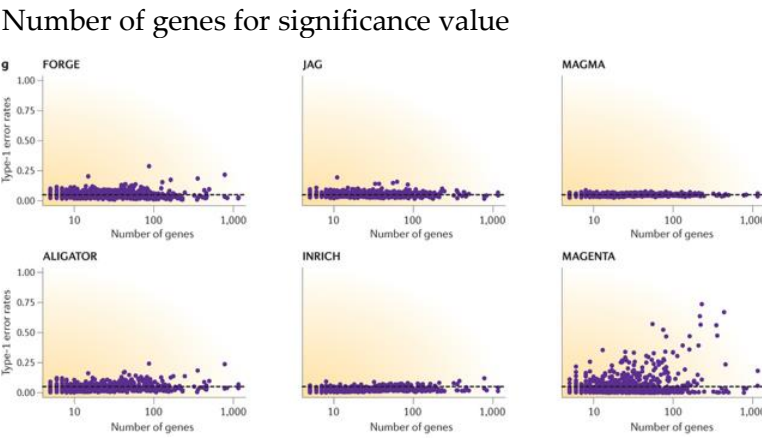 Number of genes for significance value
g FORGE JAG MAGMA
Type-1 error rates
1.00
0.75
0.50
0.25
0.00
10 100 1,000 10 100 1,000 10 100 1,000
Number of genes Number of genes Number of genes
ALIGATOR INRICH MAGENTA
Type-1 error rates
1.00
0.75
0.50
0.25
0.00
10 100 1,000 10 100 1,000 10 100 1,000
Number of genes Number of genes Number of genes